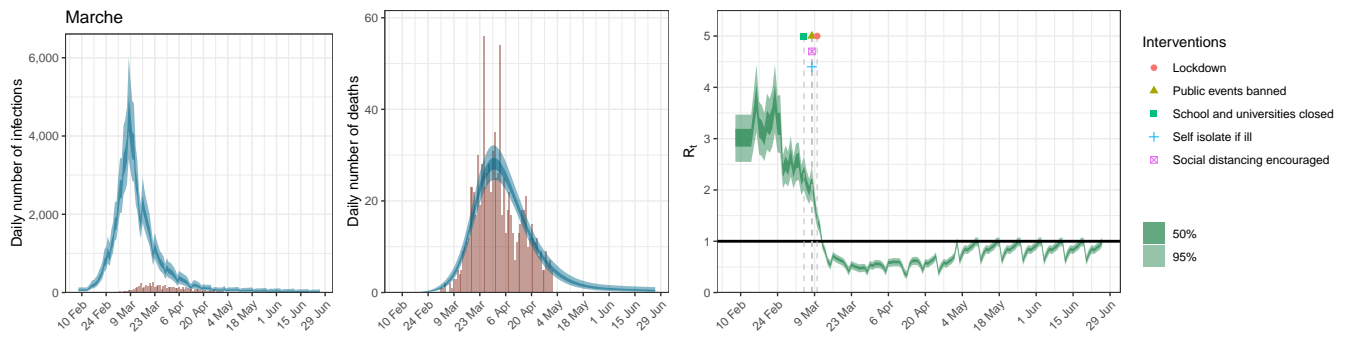 Marche
Daily number of infections
6,000
4,000
2,000
0
10 Feb
24 Feb
9 Mar
23 Mar
6 Apr
20 Apr
4 May
18 May
1 Jun
15 Jun
29 Jun
Daily number of deaths
60
40
20
0
10 Feb
24 Feb
9 Mar
23 Mar
6 Apr
20 Apr
4 May
18 May
1 Jun
15 Jun
29 Jun
Rt
5
4
3
2
1
0
10 Feb
24 Feb
9 Mar
23 Mar
6 Apr
20 Apr
4 May
18 May
1 Jun
15 Jun
29 Jun
Interventions
Lockdown
Public events banned
School and universities closed
Self isolate if ill
Social distancing encouraged
50%
95%